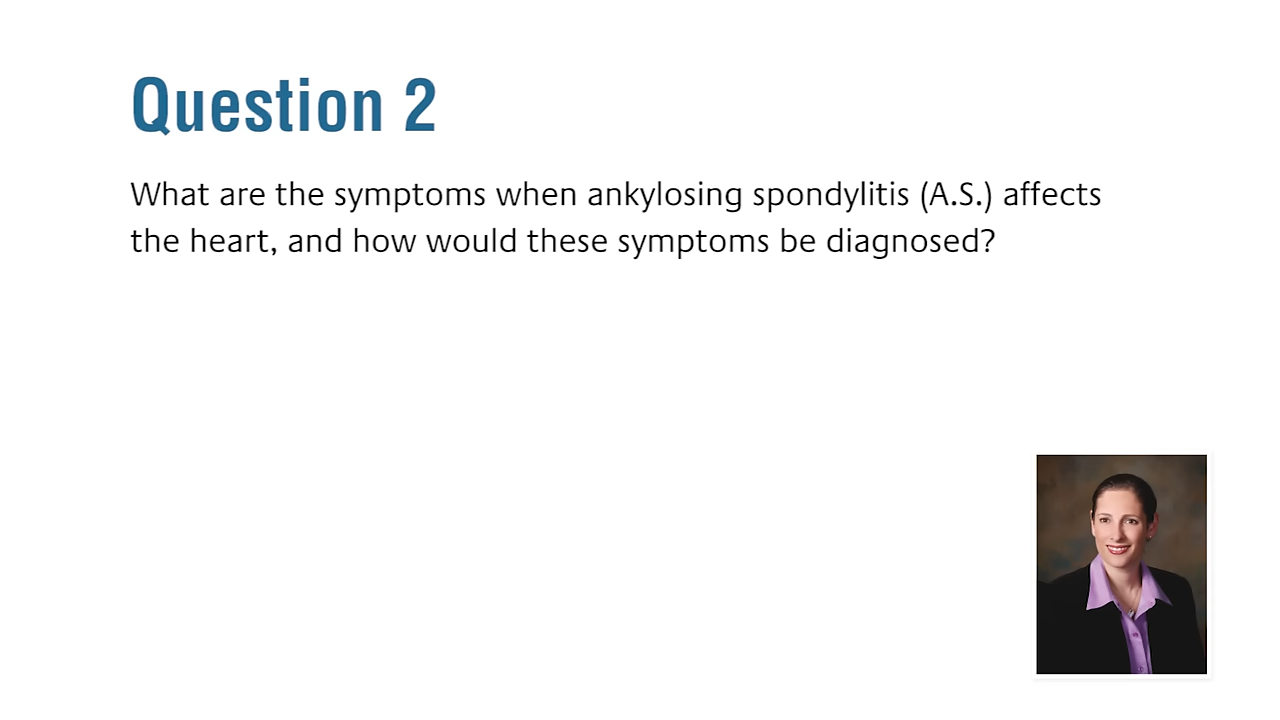 Question 2
What are the symptoms when ankylosing spondylitis (A.S.) affects
the heart, and how would these symptoms be diagnosed?